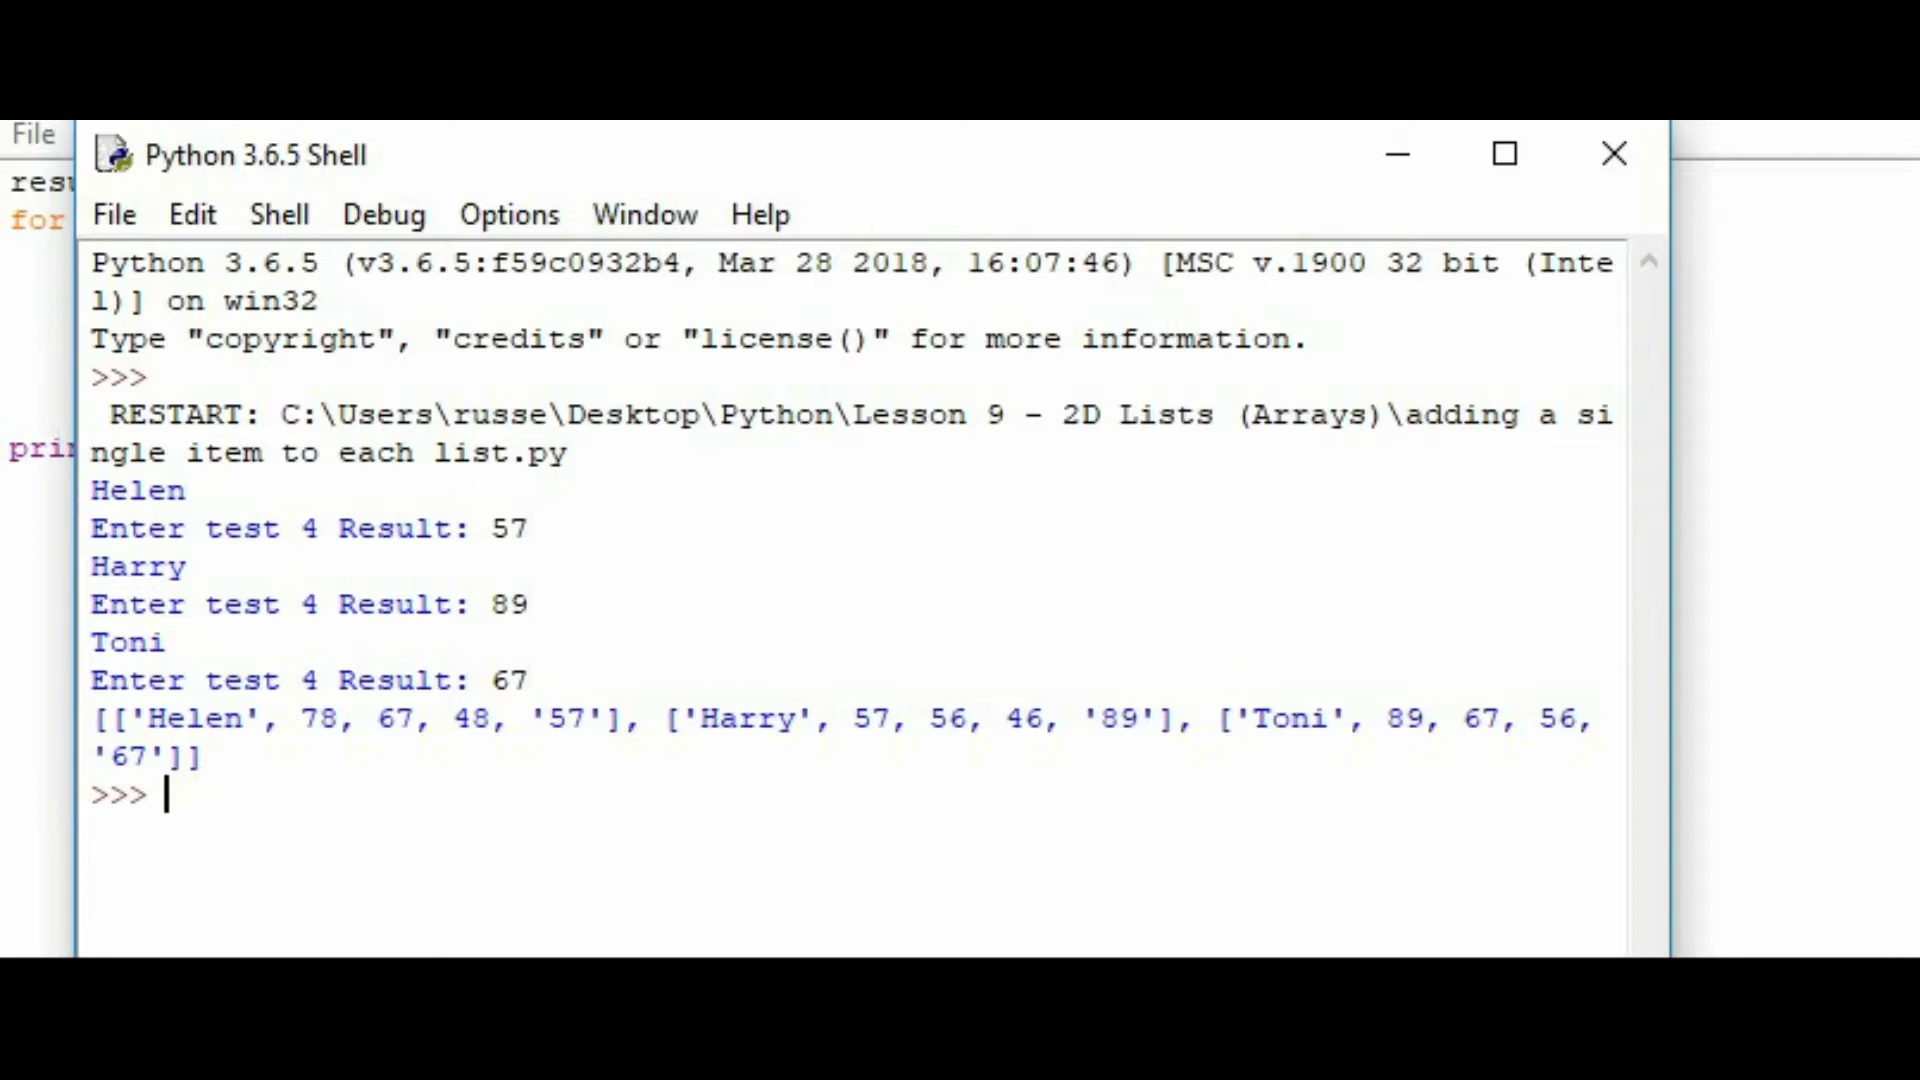 File
resu
for
prin
Python 3.6.5 Shell
File Edit Shell Debug Options Window Help
Python 3.6.5 (v3.6.5:f59c0932b4, Mar 28 2018, 16:07:46) [MSC v.1900 32 bit (Inte
l)] on win32
Type "copyright", "credits" or "license()" for more information.
>>>
RESTART: C:\Users\russe\Desktop\Python\Lesson 9 - 2D Lists (Arrays)\adding a si
ngle item to each list.py
Helen
Enter test 4 Result: 57
Harry
Enter test 4 Result: 89
Toni
Enter test 4 Result: 67
[['Helen', 78, 67, 48, '57'], ['Harry', 57, 56, 46, '89'], ['Toni', 89, 67, 56,
'67']]
>>>